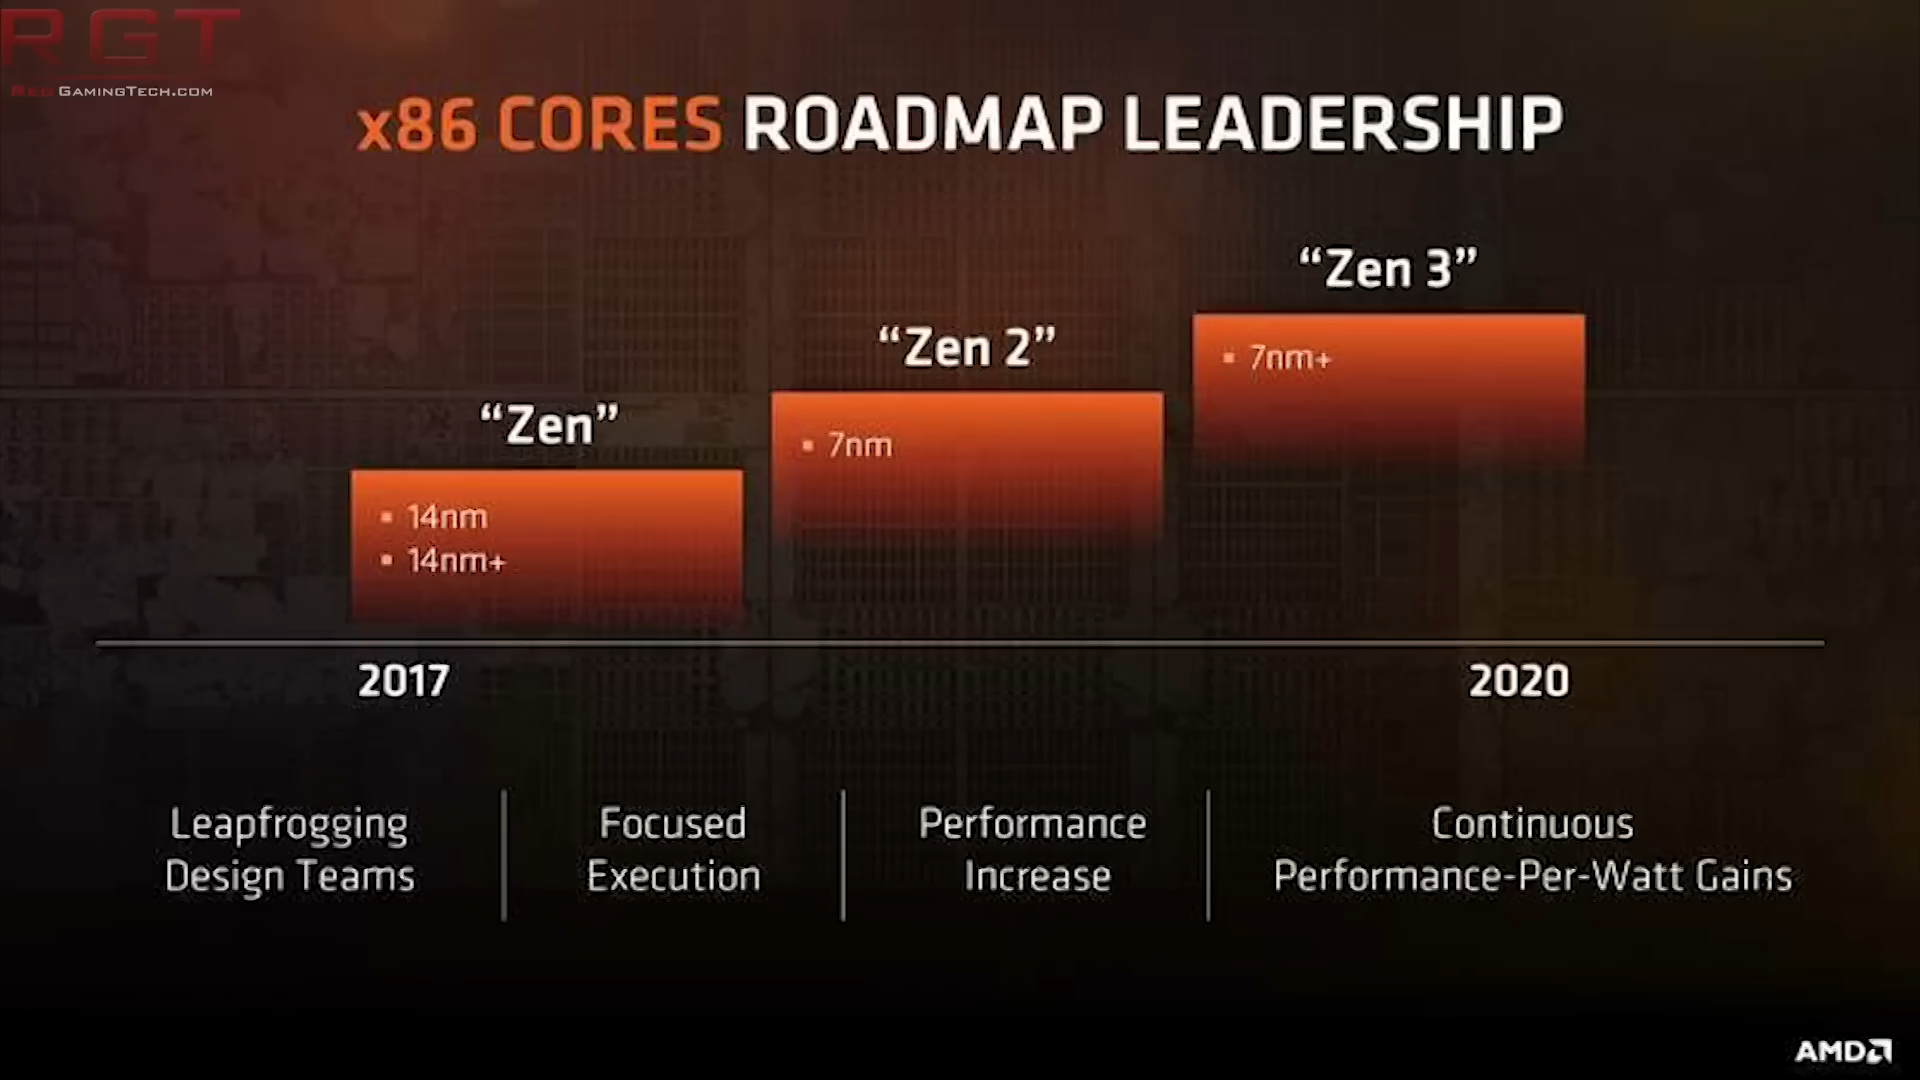 RGT
RedGamingTech.com
x86 CORES ROADMAP LEADERSHIP
“Zen”
▪ 14nm
▪ 14nm+
“Zen 2”
▪ 7nm
“Zen 3”
▪ 7nm+
2017
2020
Leapfrogging
Design Teams
Focused
Execution
Performance
Increase
Continuous
Performance-Per-Watt Gains
AMD